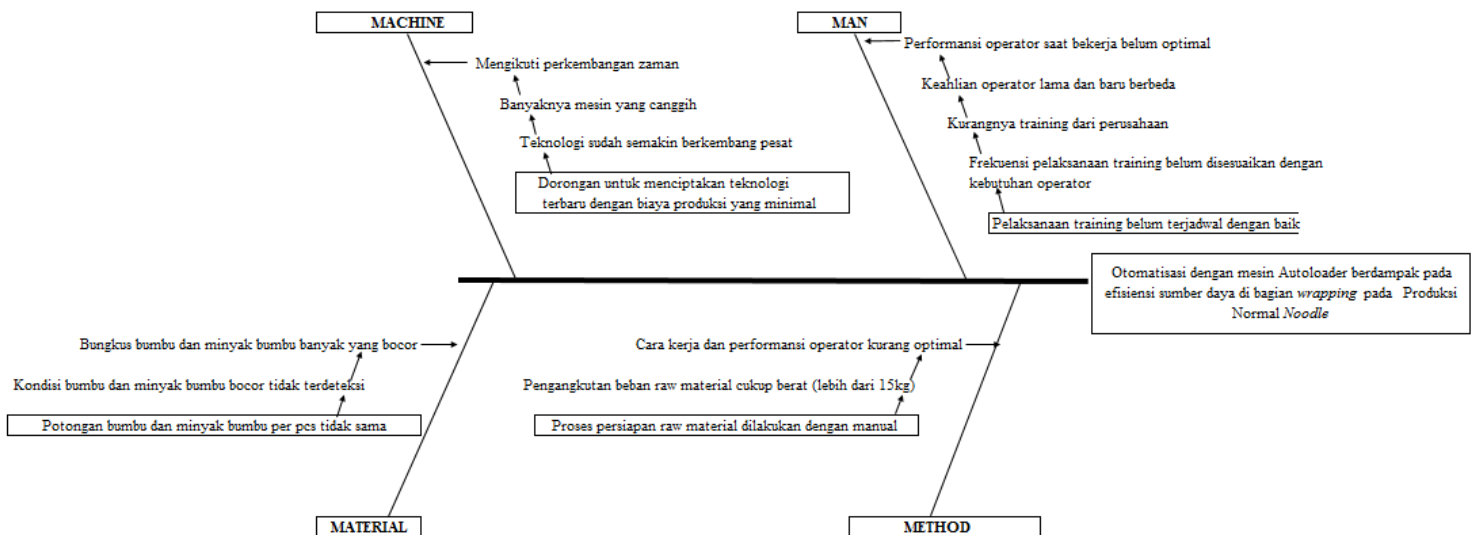 MACHINE
Mengikuti perkembangan zaman
Banyaknya mesin yang canggih
Teknologi sudah semakin berkembang pesat
Dorongan untuk menciptakan teknologi
terbaru dengan biaya produksi yang minimal
MAN
Performansi operator saat bekerja belum optimal
Keahlian operator lama dan baru berbeda
Kurangnya training dari perusahaan
Frekuensi pelaksanaan training belum disesuaikan dengan
kebutuhan operator
Pelaksanaan training belum terjadwal dengan baik
Otomatisasi dengan mesin Autoloader berdampak pada
efisiensi sumber daya di bagian wrapping pada Produksi
Normal Noodle
Bungkus bumbu dan minyak bumbu banyak yang bocor
Kondisi bumbu dan minyak bumbu bocor tidak terdeteksi
Potongan bumbu dan minyak bumbu per pcs tidak sama
MATERIAL
Cara kerja dan performansi operator kurang optimal
Pengangkutan beban raw material cukup berat (lebih dari 15kg)
Proses persiapan raw material dilakukan dengan manual
METHOD